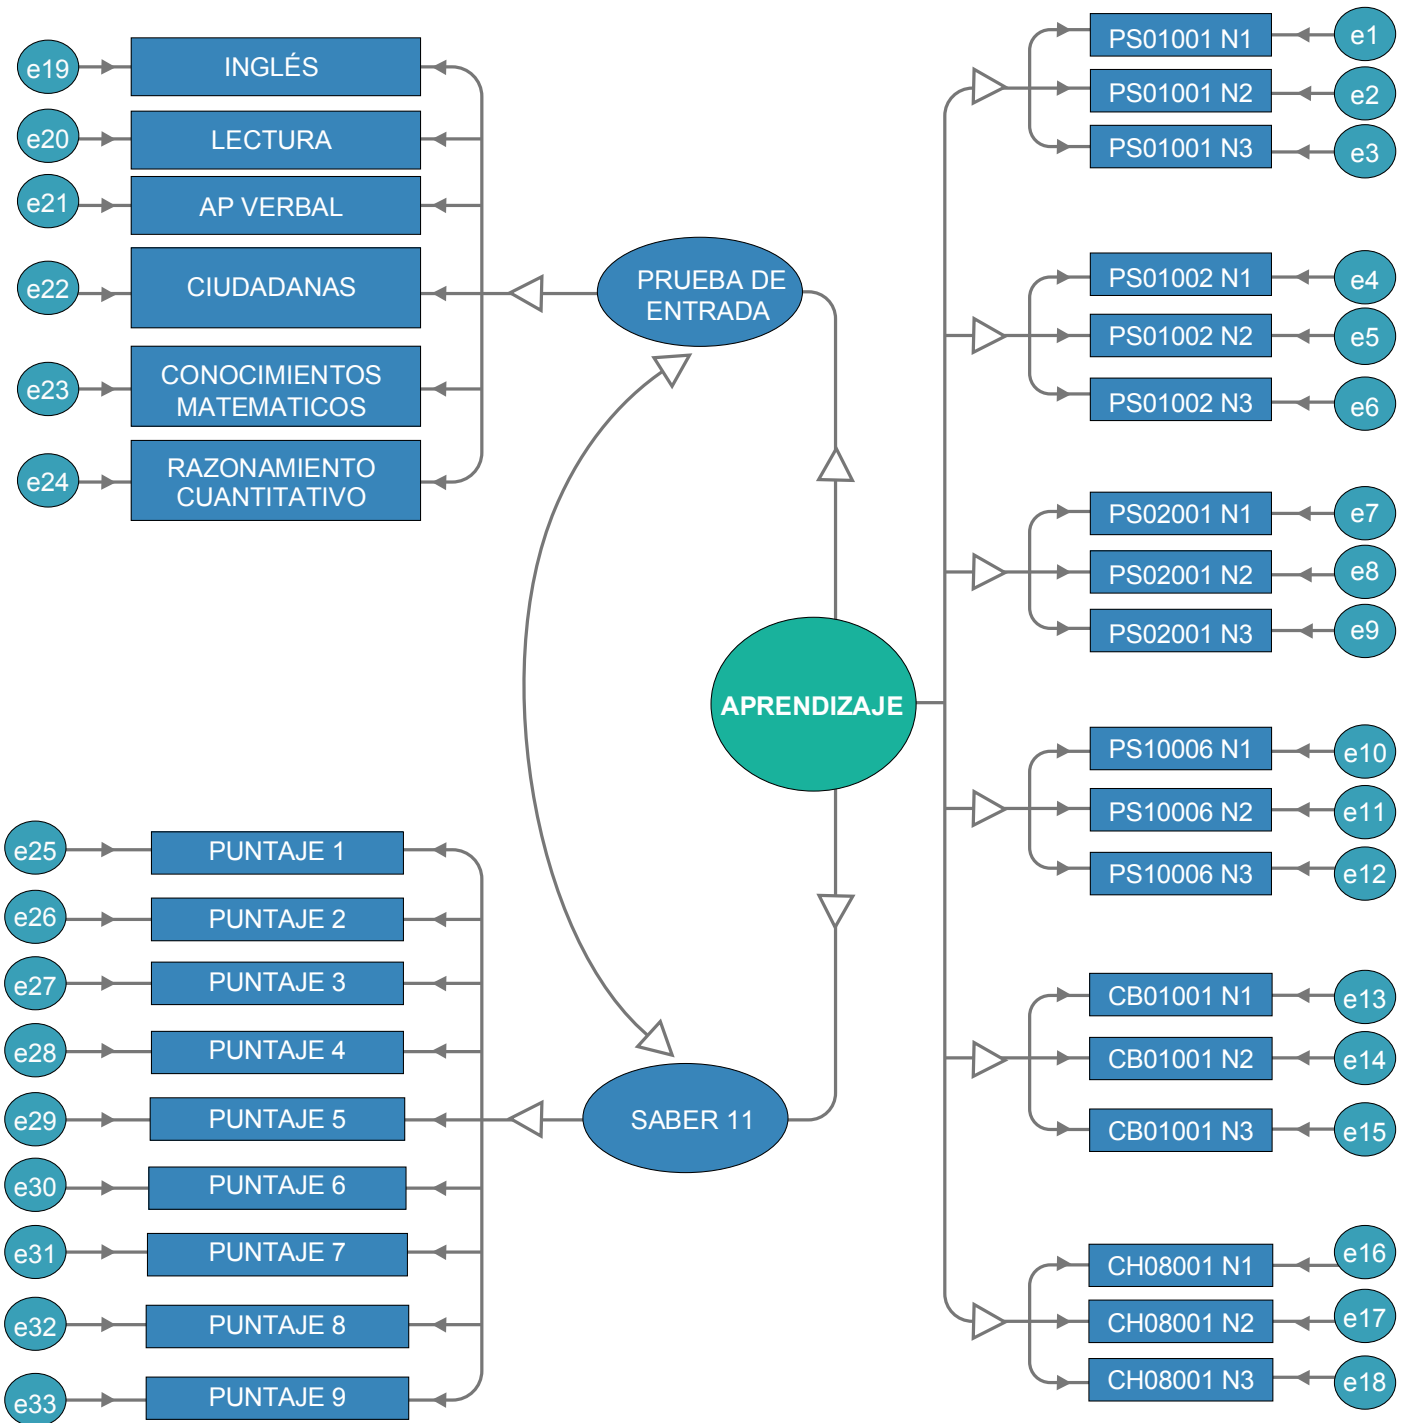 e19
INGLÉS
e20
LECTURA
e21
AP VERBAL
e22
CIUDADANAS
e23
CONOCIMIENTOS
MATEMATICOS
e24
RAZONAMIENTO
CUANTITATIVO
PRUEBA DE
ENTRADA
APRENDIZAJE
SABER 11
e25
PUNTAJE 1
e26
PUNTAJE 2
e27
PUNTAJE 3
e28
PUNTAJE 4
e29
PUNTAJE 5
e30
PUNTAJE 6
e31
PUNTAJE 7
e32
PUNTAJE 8
e33
PUNTAJE 9
PS01001 N1
e1
PS01001 N2
e2
PS01001 N3
e3
PS01002 N1
e4
PS01002 N2
e5
PS01002 N3
e6
PS02001 N1
e7
PS02001 N2
e8
PS02001 N3
e9
PS10006 N1
e10
PS10006 N2
e11
PS10006 N3
e12
CB01001 N1
e13
CB01001 N2
e14
CB01001 N3
e15
CH08001 N1
e16
CH08001 N2
e17
CH08001 N3
e18